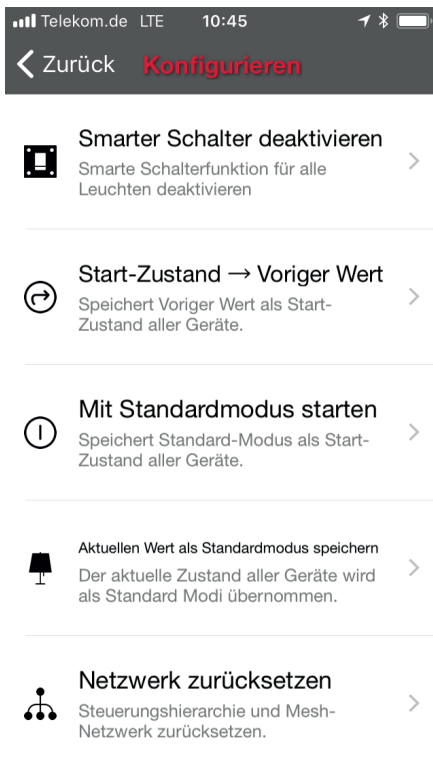 Telekom.de LTE 10:45
Zurück Konfigurieren
Smarter Schalter deaktivieren
Smarte Schalterfunktion für alle
Leuchten deaktivieren
Start-Zustand → Voriger Wert
Speichert Voriger Wert als Start-
Zustand aller Geräte.
Mit Standardmodus starten
Speichert Standard-Modus als Start-
Zustand aller Geräte.
Aktuellen Wert als Standardmodus speichern
Der aktuelle Zustand aller Geräte wird
als Standard Modi übernommen.
Netzwerk zurücksetzen
Steuerungshierarchie und Mesh-
Netzwerk zurücksetzen.